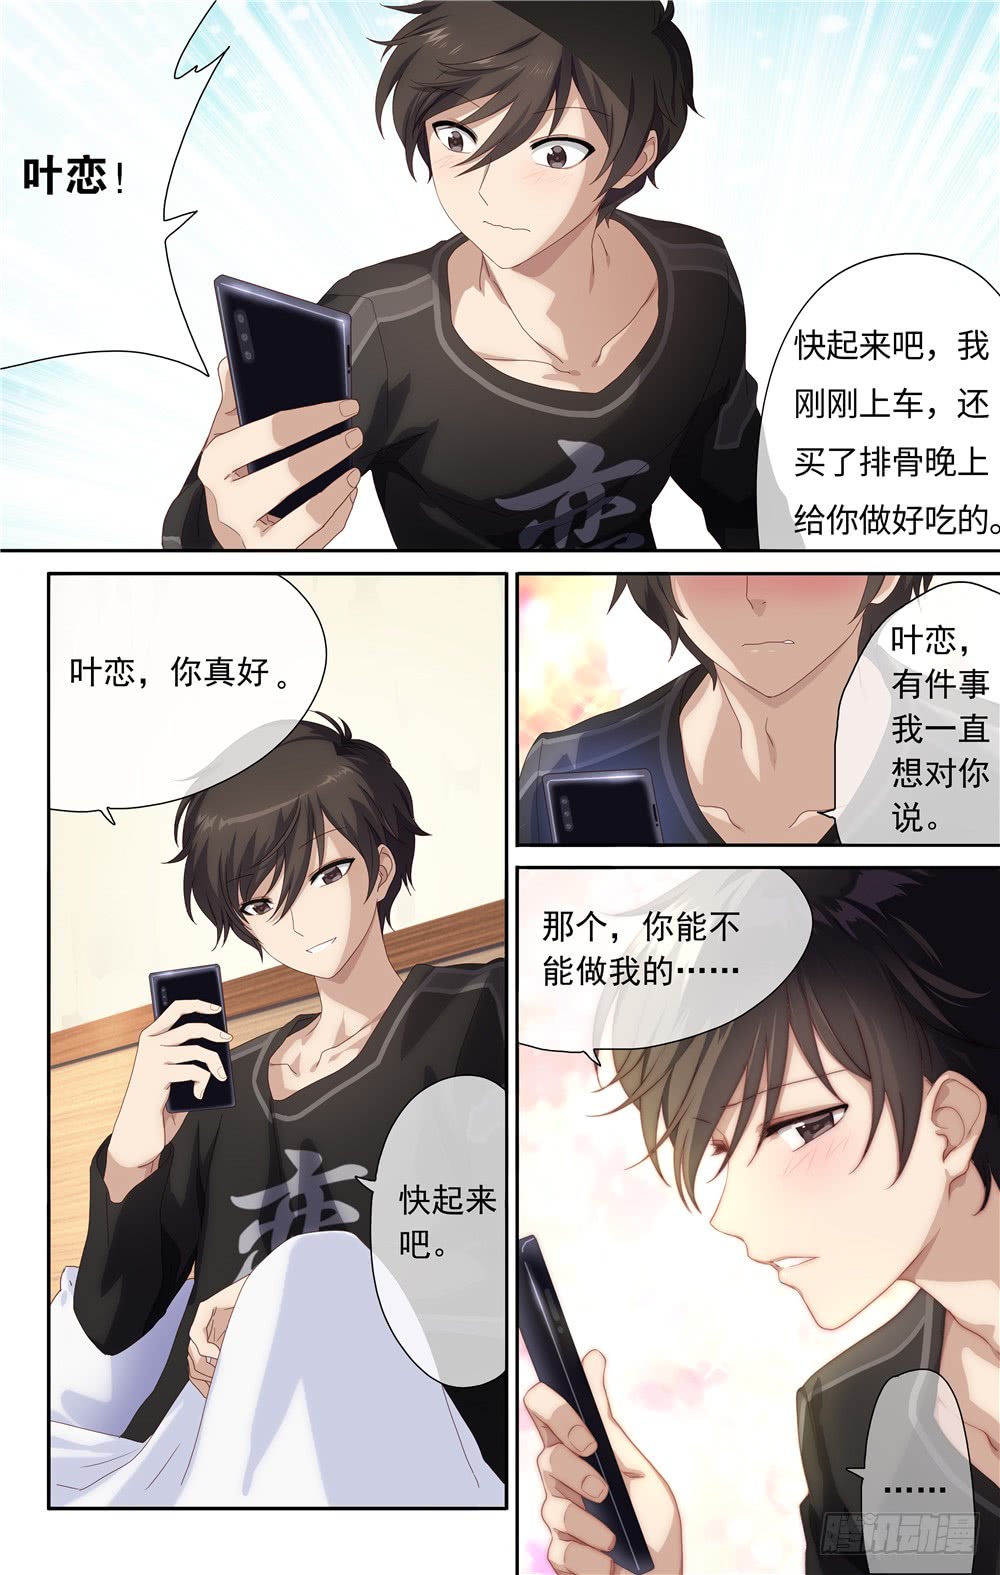 叶恋！
快起来吧，我
刚刚上车，还
买了排骨晚上
给你做好吃的。
恋
叶恋，你真好。
恋
快起来
吧。
叶恋，
有件事
我一直
想对你
说。
那个，你能不
能做我的……
……
腾讯动漫